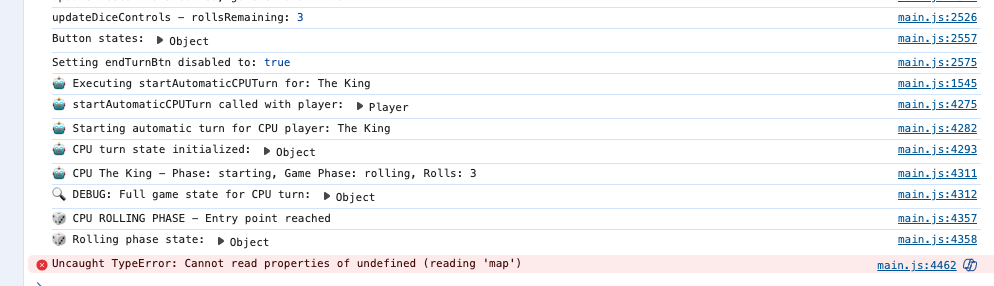 updateDiceControls – rollsRemaining: 3 main.js:2526
Button states: ▶ Object main.js:2557
Setting endTurnBtn disabled to: true main.js:2575
🤖 Executing startAutomaticCPUTurn for: The King main.js:1545
🤖 startAutomaticCPUTurn called with player: ▶ Player main.js:4275
🤖 Starting automatic turn for CPU player: The King main.js:4282
🤖 CPU turn state initialized: ▶ Object main.js:4293
🤖 CPU The King – Phase: starting, Game Phase: rolling, Rolls: 3 main.js:4311
🔍 DEBUG: Full game state for CPU turn: ▶ Object main.js:4312
🎲 CPU ROLLING PHASE – Entry point reached main.js:4357
🎲 Rolling phase state: ▶ Object main.js:4358
Uncaught TypeError: Cannot read properties of undefined (reading 'map') main.js:4462